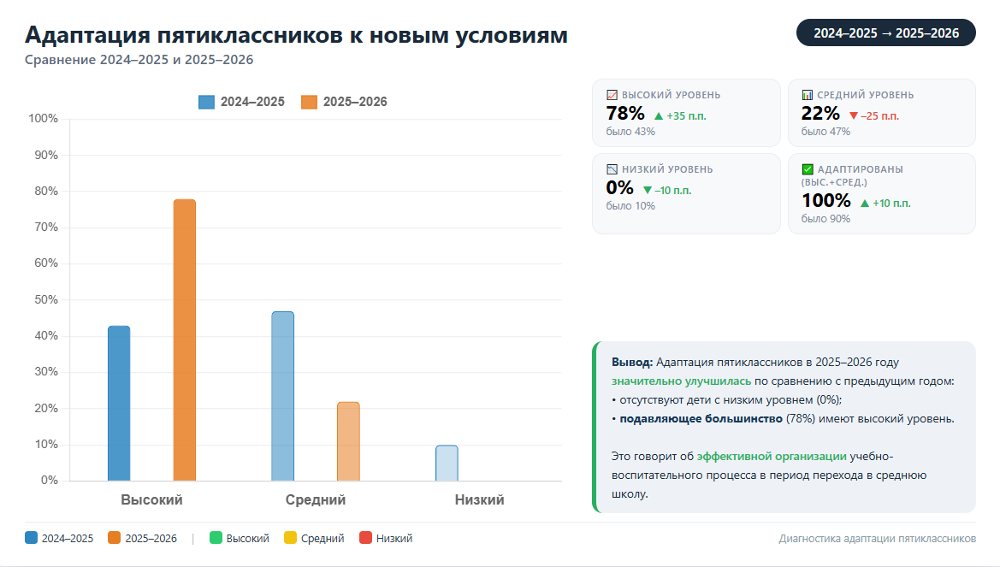 Адаптация пятиклассников к новым условиям
Сравнение 2024–2025 и 2025–2026
2024–2025 → 2025–2026
2024–2025 2025–2026
100%
90%
80%
70%
60%
50%
40%
30%
20%
10%
0%
Высокий Средний Низкий
ВЫСОКИЙ УРОВЕНЬ
78% ▲ +35 п.п.
было 43%
СРЕДНИЙ УРОВЕНЬ
22% ▼ –25 п.п.
было 47%
НИЗКИЙ УРОВЕНЬ
0% ▼ –10 п.п.
было 10%
АДАПТИРОВАНЫ
(ВЫС.+СРЕД.)
100% ▲ +10 п.п.
было 90%
Вывод: Адаптация пятиклассников в 2025–2026 году
значительно улучшилась по сравнению с предыдущим годом:
• отсутствуют дети с низким уровнем (0%);
• подавляющее большинство (78%) имеют высокий уровень.
Это говорит об эффективной организации учебно-
воспитательного процесса в период перехода в среднюю
школу.
2024–2025 2025–2026 | Высокий Средний Низкий
Диагностика адаптации пятиклассников